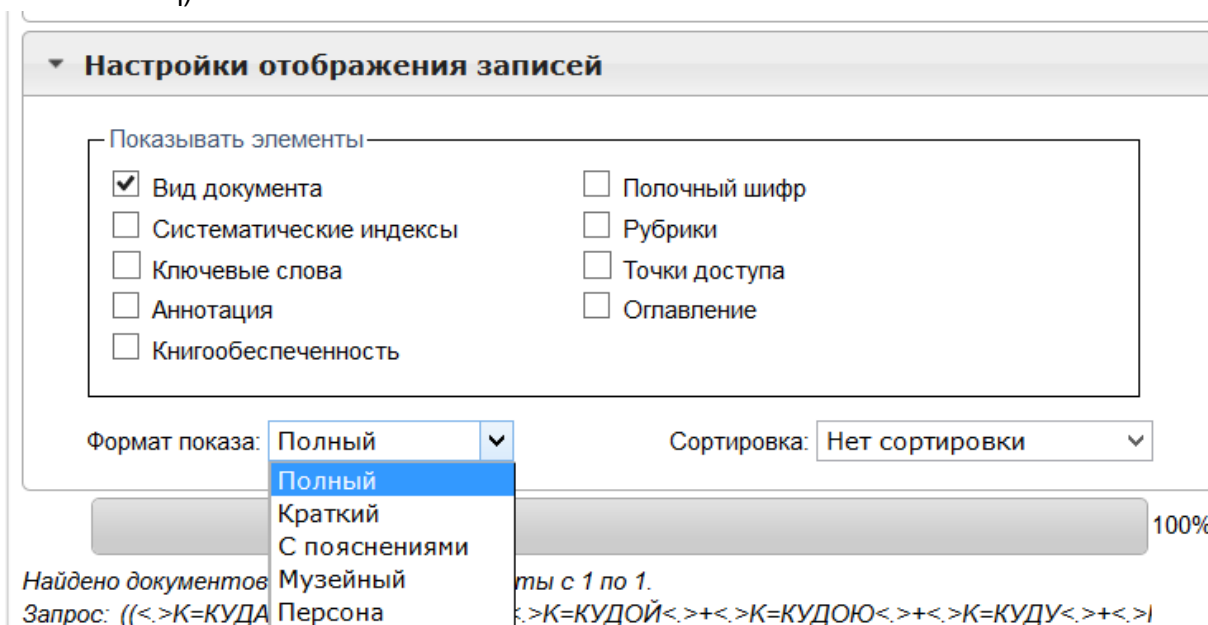 Настройки отображения записей
Показывать элементы
Вид документа Полочный шифр
Систематические индексы Рубрики
Ключевые слова Точки доступа
Аннотация Оглавление
Книгообеспеченность
Формат показа: Полный Сортировка: Нет сортировки
Полный
Краткий
100%
С пояснениями
Найдено документов Музейный ты с 1 по 1.
Запрос: ((<.>К=КУДА Персона <.>К=КУДОЙ<.>+<.>К=КУДОЮ<.>+<.>К=КУДУ<.>+<.>